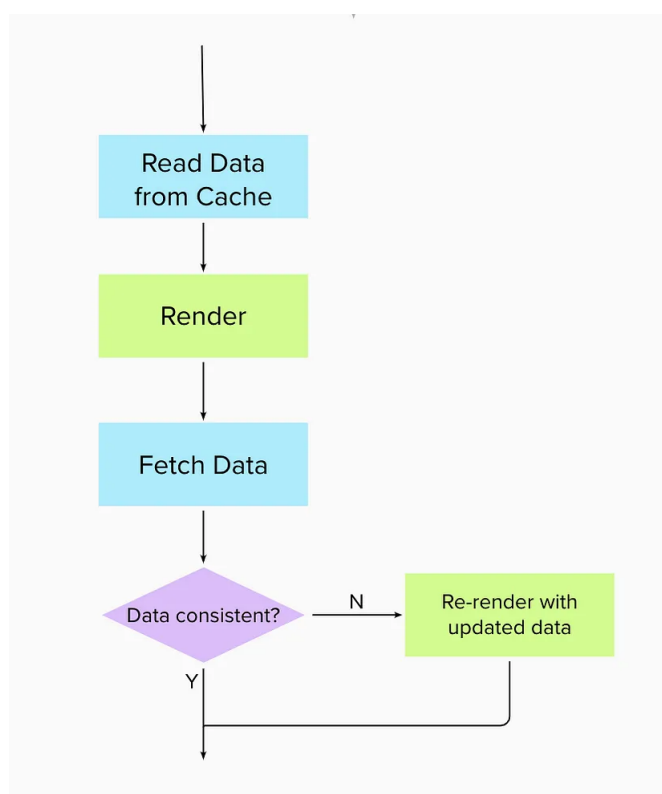 Read Data
from Cache
Render
Fetch Data
Data consistent?
N
Re-render with
updated data
Y